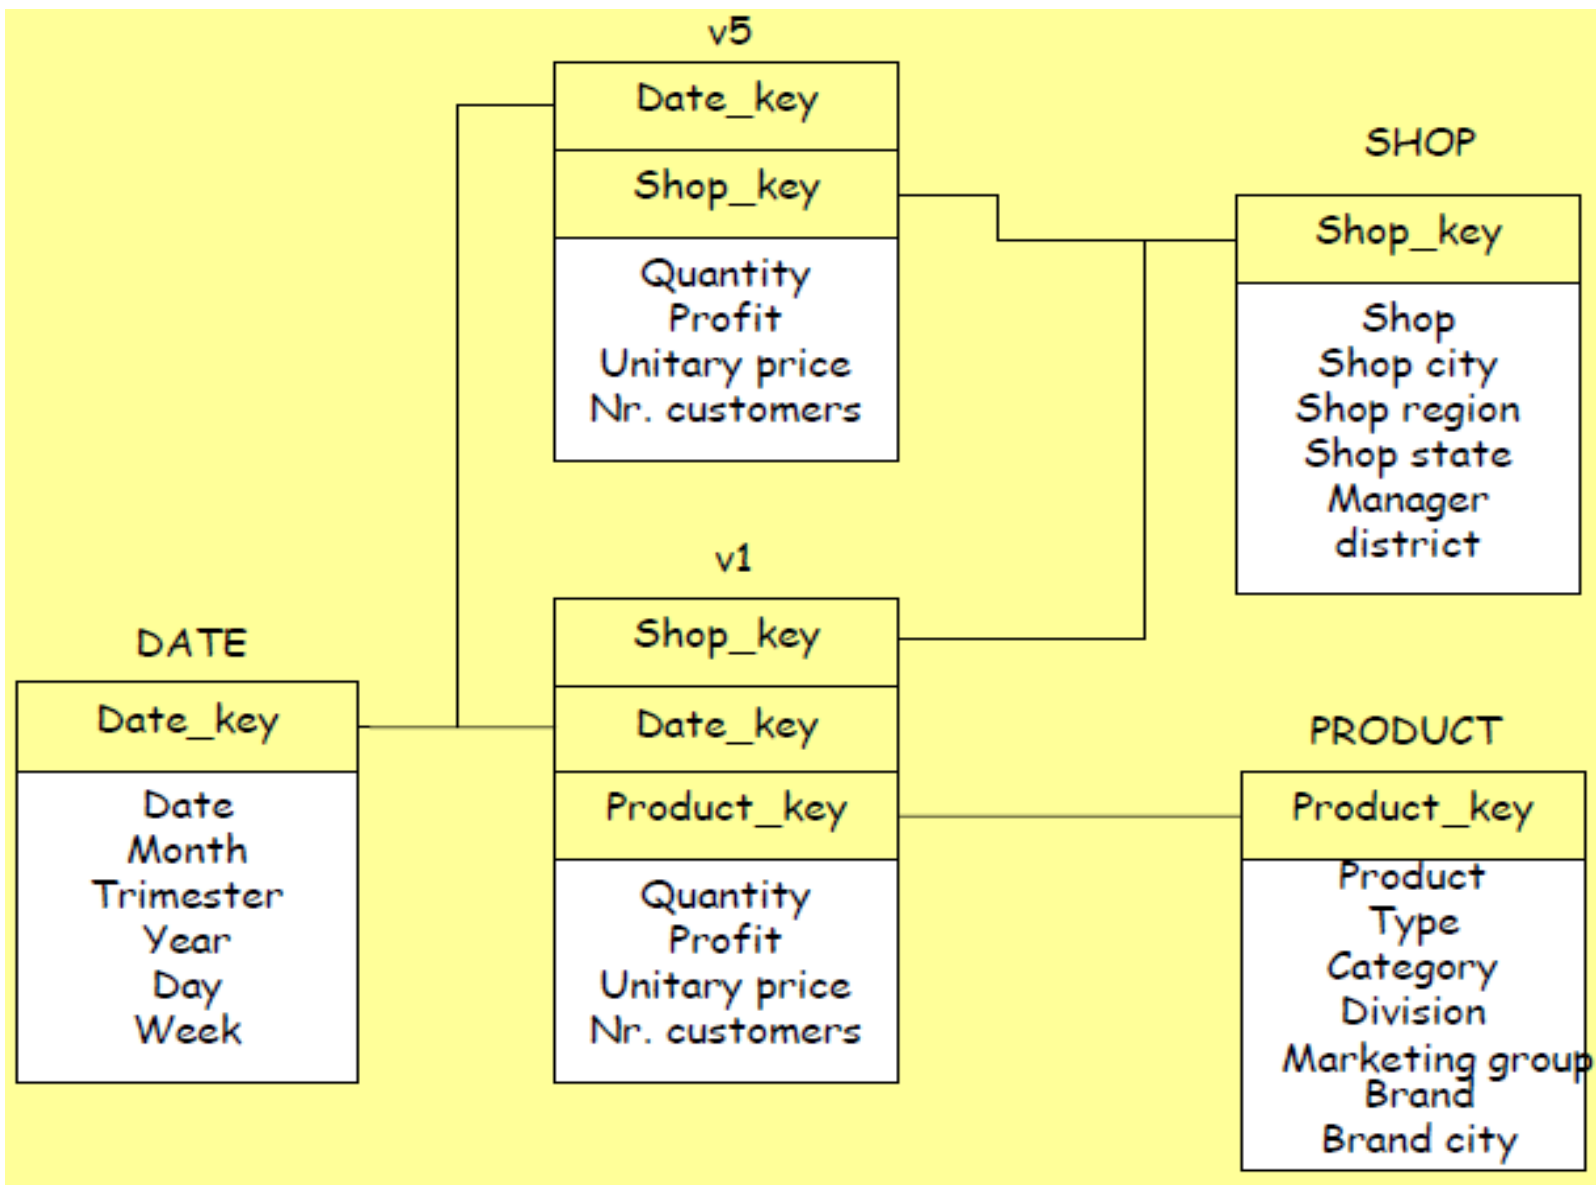 v5
Date_key
Shop_key
Quantity
Profit
Unitary price
Nr. customers
SHOP
Shop_key
Shop
Shop city
Shop region
Shop state
Manager
district
v1
Shop_key
Date_key
Product_key
Quantity
Profit
Unitary price
Nr. customers
DATE
Date_key
Date
Month
Trimester
Year
Day
Week
PRODUCT
Product_key
Product
Type
Category
Division
Marketing group
Brand
Brand city